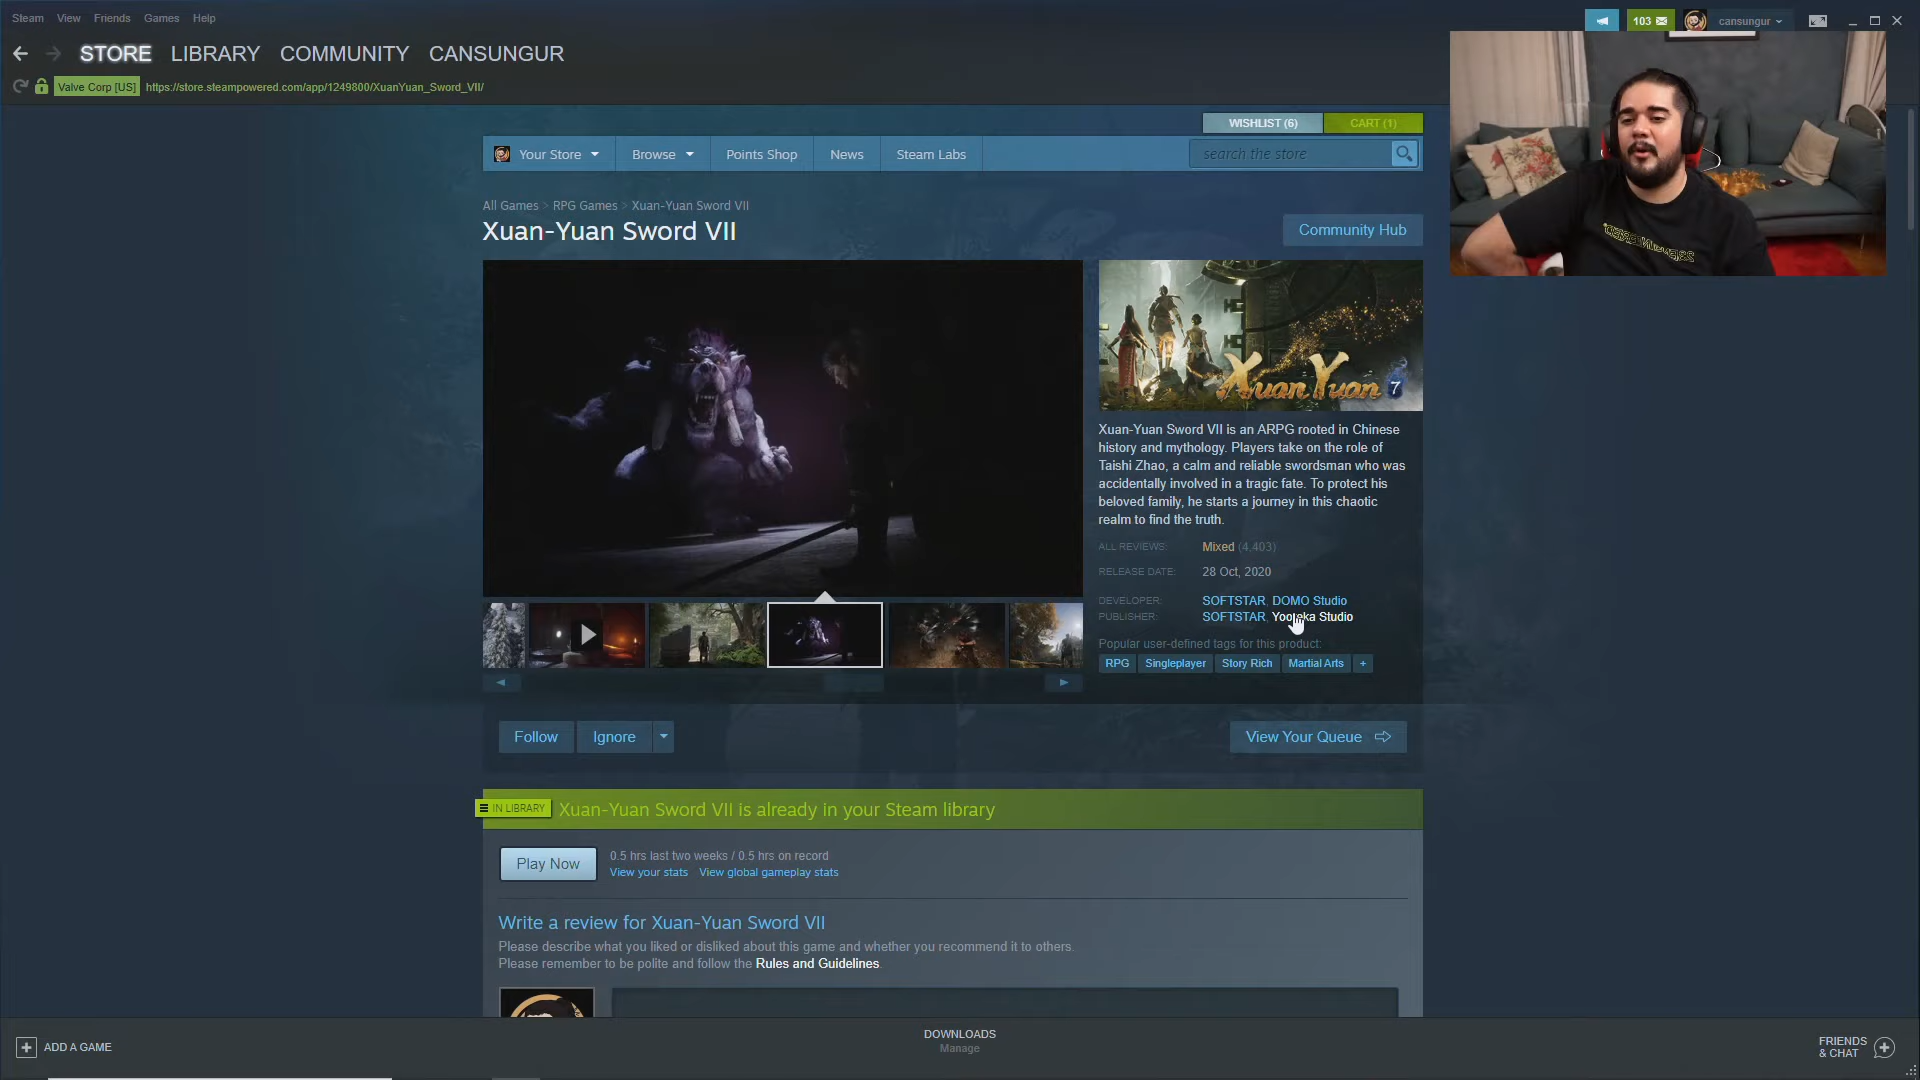 Steam View Friends Games Help
103
cansungur
STORE LIBRARY COMMUNITY CANSUNGUR
Valve Corp [US] https://store.steampowered.com/app/1249800/XuanYuan_Sword_VII/
WISHLIST (6) CART (1)
Your Store Browse Points Shop News Steam Labs search the store
All Games > RPG Games > Xuan-Yuan Sword VII
Xuan-Yuan Sword VII
Community Hub
Xuan Yuan 7
Xuan-Yuan Sword VII is an ARPG rooted in Chinese
history and mythology. Players take on the role of
Taishi Zhao, a calm and reliable swordsman who was
accidentally involved in a tragic fate. To protect his
beloved family, he starts a journey in this chaotic
realm to find the truth.
ALL REVIEWS: Mixed (4,403)
RELEASE DATE: 28 Oct, 2020
DEVELOPER: SOFTSTAR, DOMO Studio
PUBLISHER: SOFTSTAR, Studio
Popular user-defined tags for this product:
RPG Singleplayer Story Rich Martial Arts +
Follow Ignore View Your Queue
IN LIBRARY Xuan-Yuan Sword VII is already in your Steam library
Play Now
0.5 hrs last two weeks / 0.5 hrs on record
View your stats View global gameplay stats
Write a review for Xuan-Yuan Sword VII
Please describe what you liked or disliked about this game and whether you recommend it to others.
Please remember to be polite and follow the Rules and Guidelines.
ADD A GAME
DOWNLOADS
Manage
FRIENDS
& CHAT